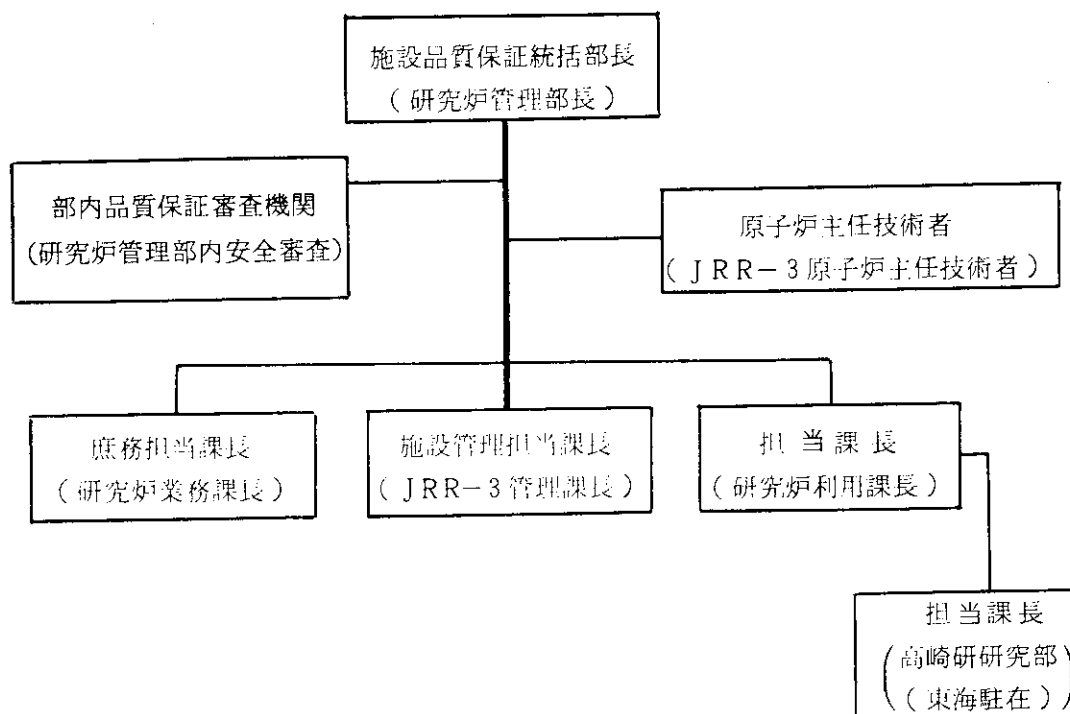 施設品質保証統括部長
(研究炉管理部長)
部内品質保証審査機関
(研究炉管理部内安全審査)
原子炉主任技術者
(JRR-3原子炉主任技術者)
庶務担当課長
(研究炉業務課長)
施設管理担当課長
(JRR-3管理課長)
担当課長
(研究炉利用課長)
担当課長
(高崎研研究部
(東海駐在)